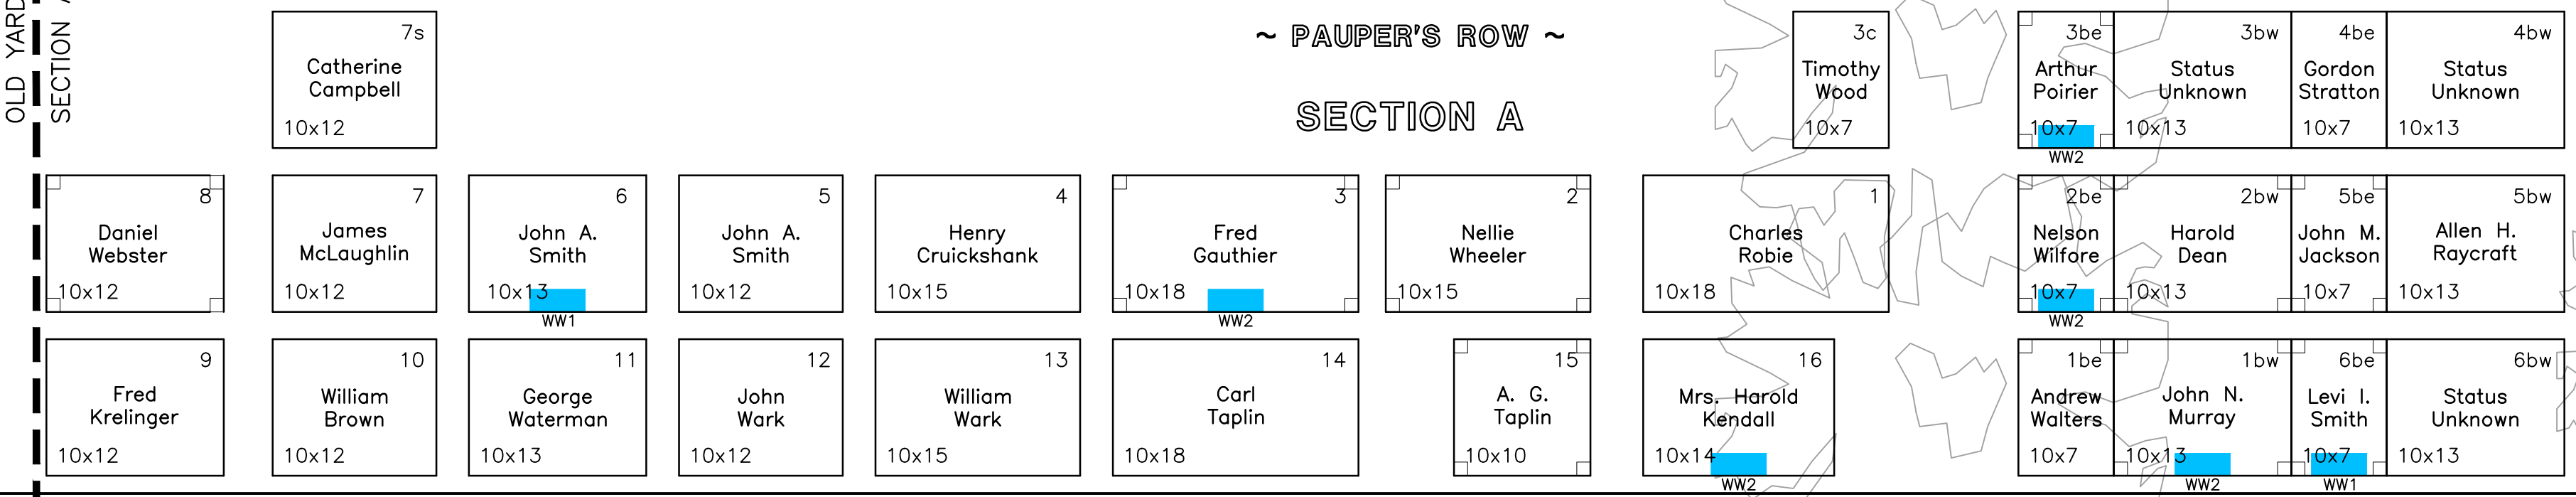 OLD YARD
SECTION
~ PAUPER'S ROW ~
SECTION A
7s
Catherine
Campbell
10x12
3c
Timothy
Wood
10x7
3be
Arthur
Poirier
10x7
WW2
3bw
Status
Unknown
10x13
4be
Gordon
Stratton
10x7
4bw
Status
Unknown
10x13
8
Daniel
Webster
10x12
7
James
McLaughlin
10x12
6
John A.
Smith
10x13
WW1
5
John A.
Smith
10x12
4
Henry
Cruickshank
10x15
3
Fred
Gauthier
10x18
WW2
2
Nellie
Wheeler
10x15
1
Charles
Robie
10x18
2be
Nelson
Wilfore
10x7
WW2
2bw
Harold
Dean
10x13
5be
John M.
Jackson
10x7
5bw
Allen H.
Raycraft
10x13
9
Fred
Krelinger
10x12
10
William
Brown
10x12
11
George
Waterman
10x13
12
John
Wark
10x12
13
William
Wark
10x15
14
Carl
Taplin
10x18
15
A. G.
Taplin
10x10
16
Mrs. Harold
Kendall
10x14
WW2
1be
Andrew
Walters
10x7
1bw
John N.
Murray
10x13
WW2
6be
Levi I.
Smith
10x7
WW1
6bw
Status
Unknown
10x13